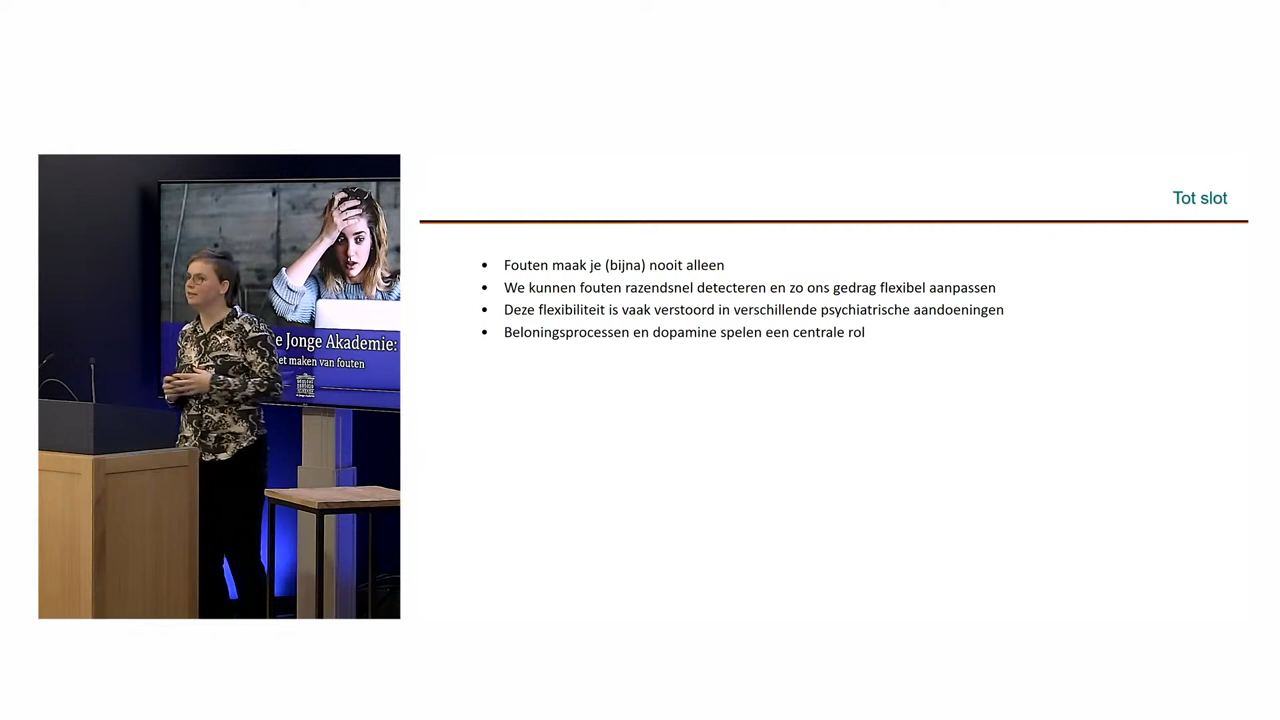 Tot slot
• Fouten maak je (bijna) nooit alleen
• We kunnen fouten razendsnel detecteren en zo ons gedrag flexibel aanpassen
• Deze flexibiliteit is vaak verstoord in verschillende psychiatrische aandoeningen
• Beloningsprocessen en dopamine spelen een centrale rol
e Jonge Akademie:
et maken van fouten